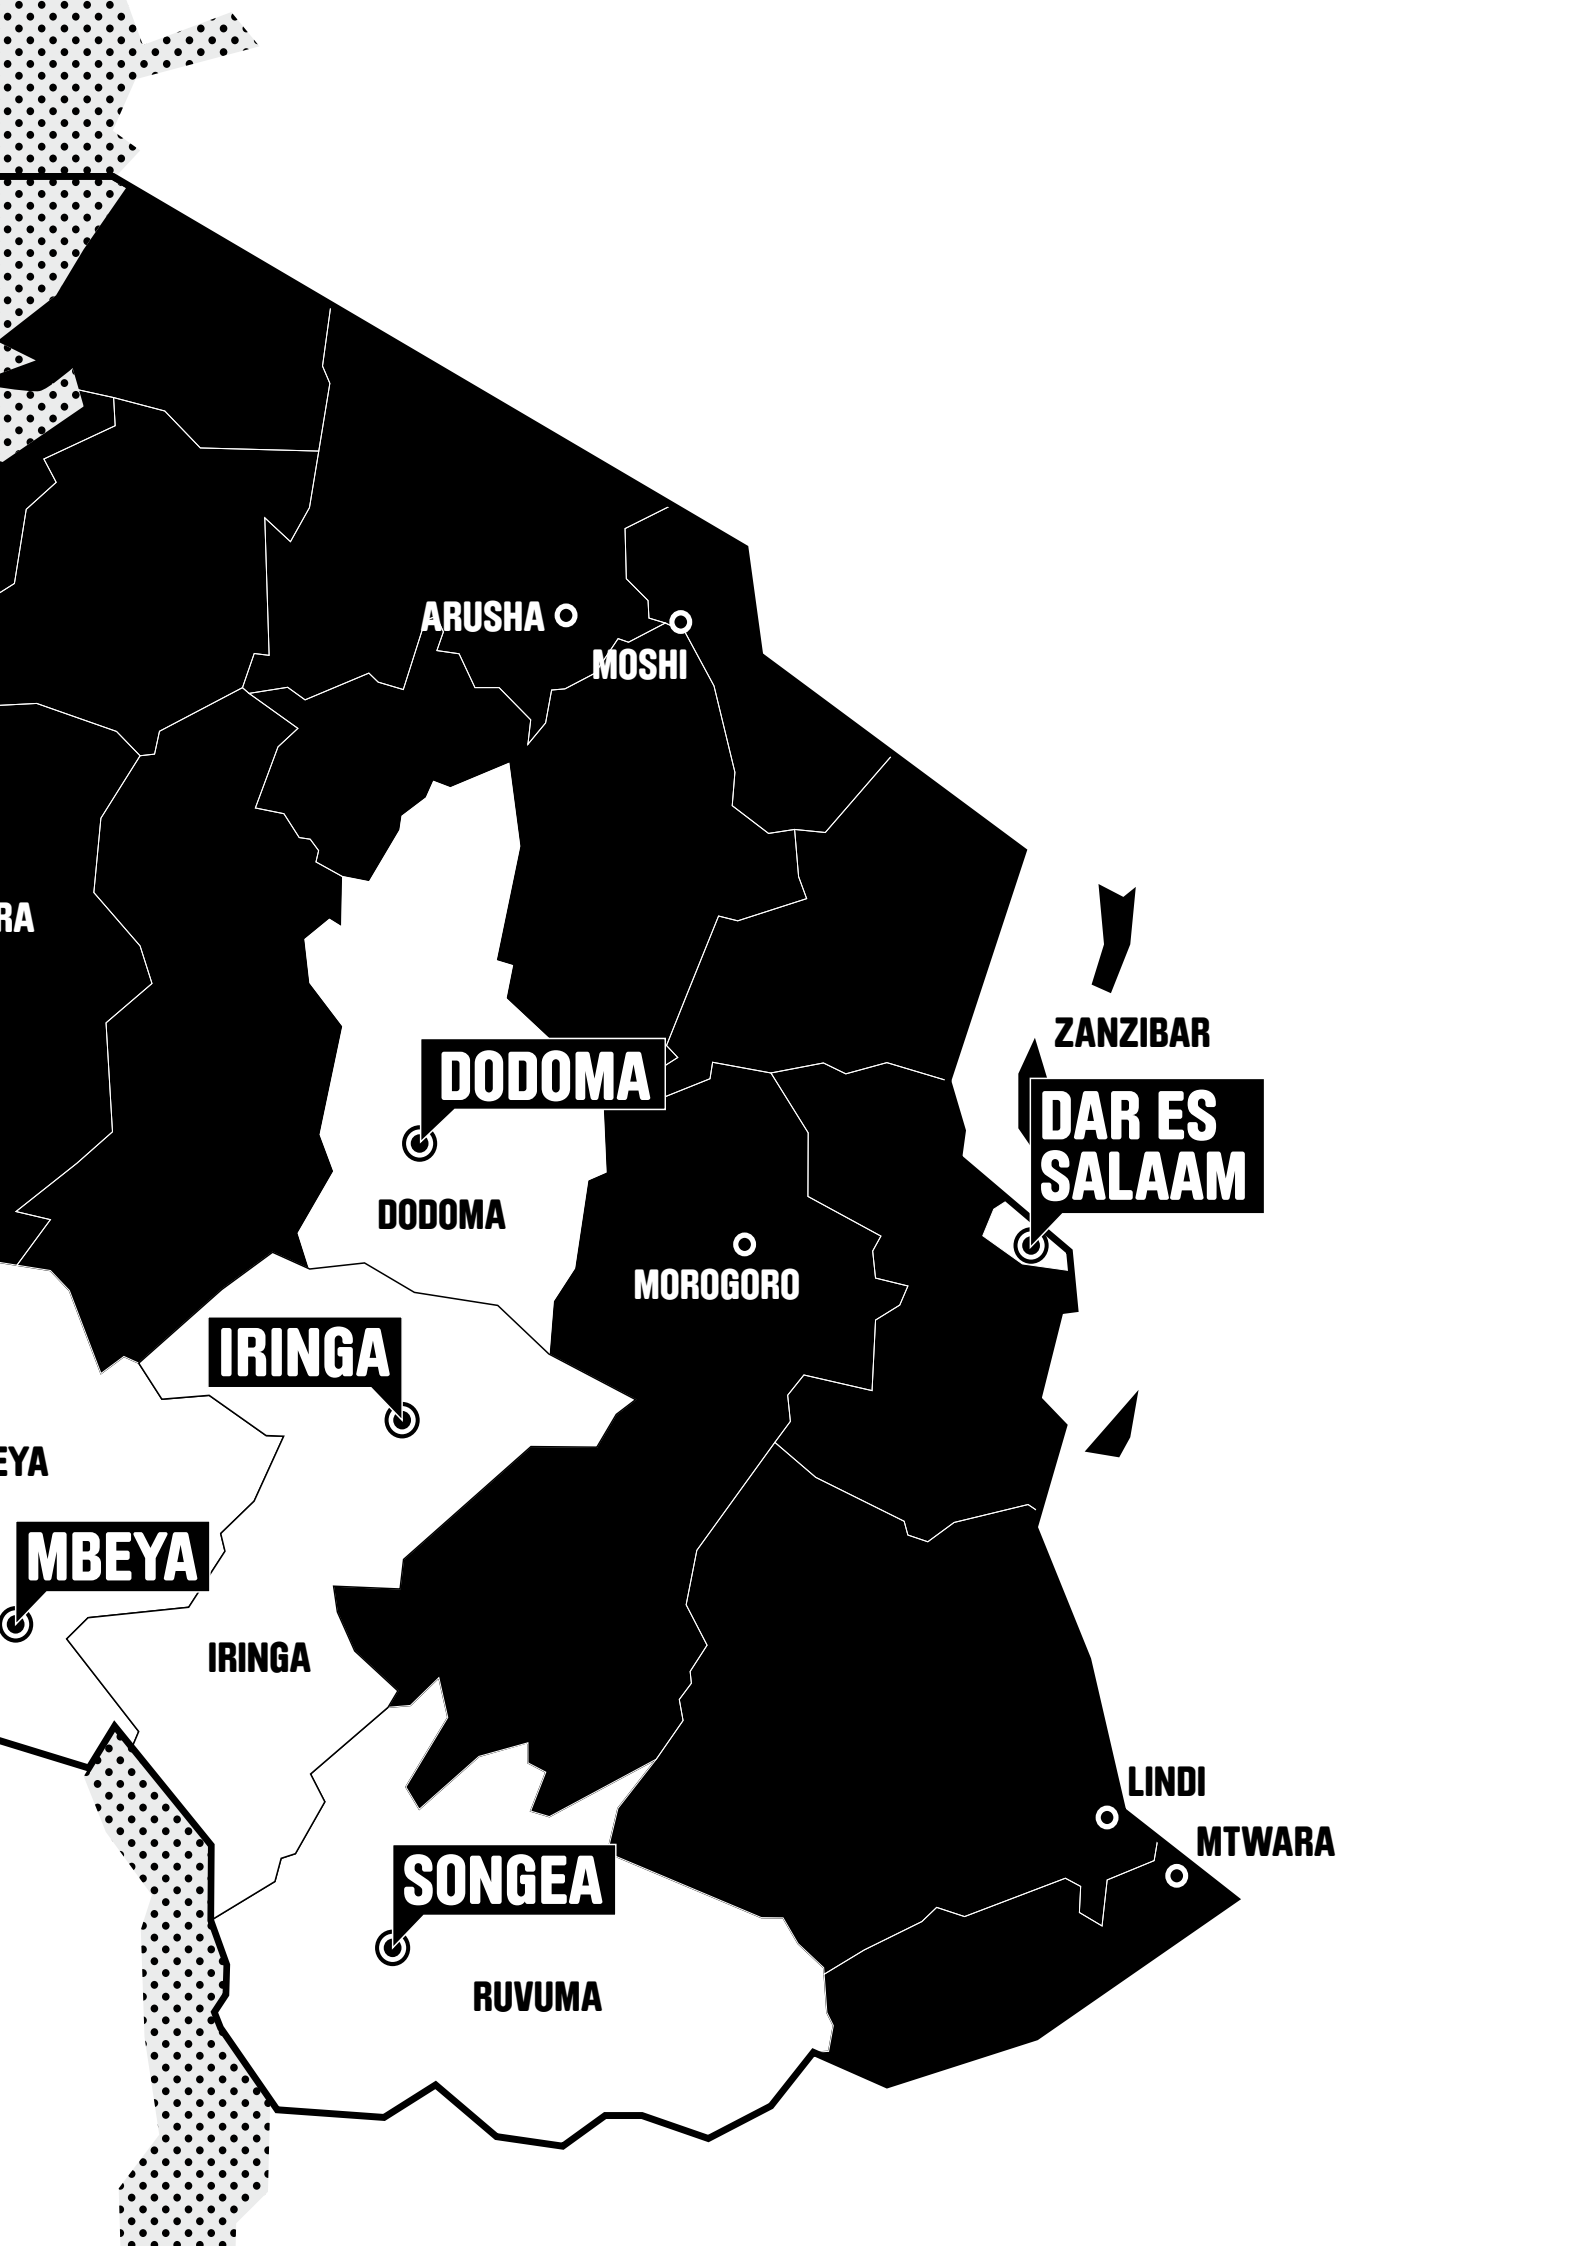 ARUSHA
MOSHI
RA
ZANZIBAR
DODOMA
DAR ES
SALAAM
DODOMA
MOROGORO
IRINGA
EYA
MBEYA
IRINGA
LINDI
MTWARA
SONGEA
RUVUMA